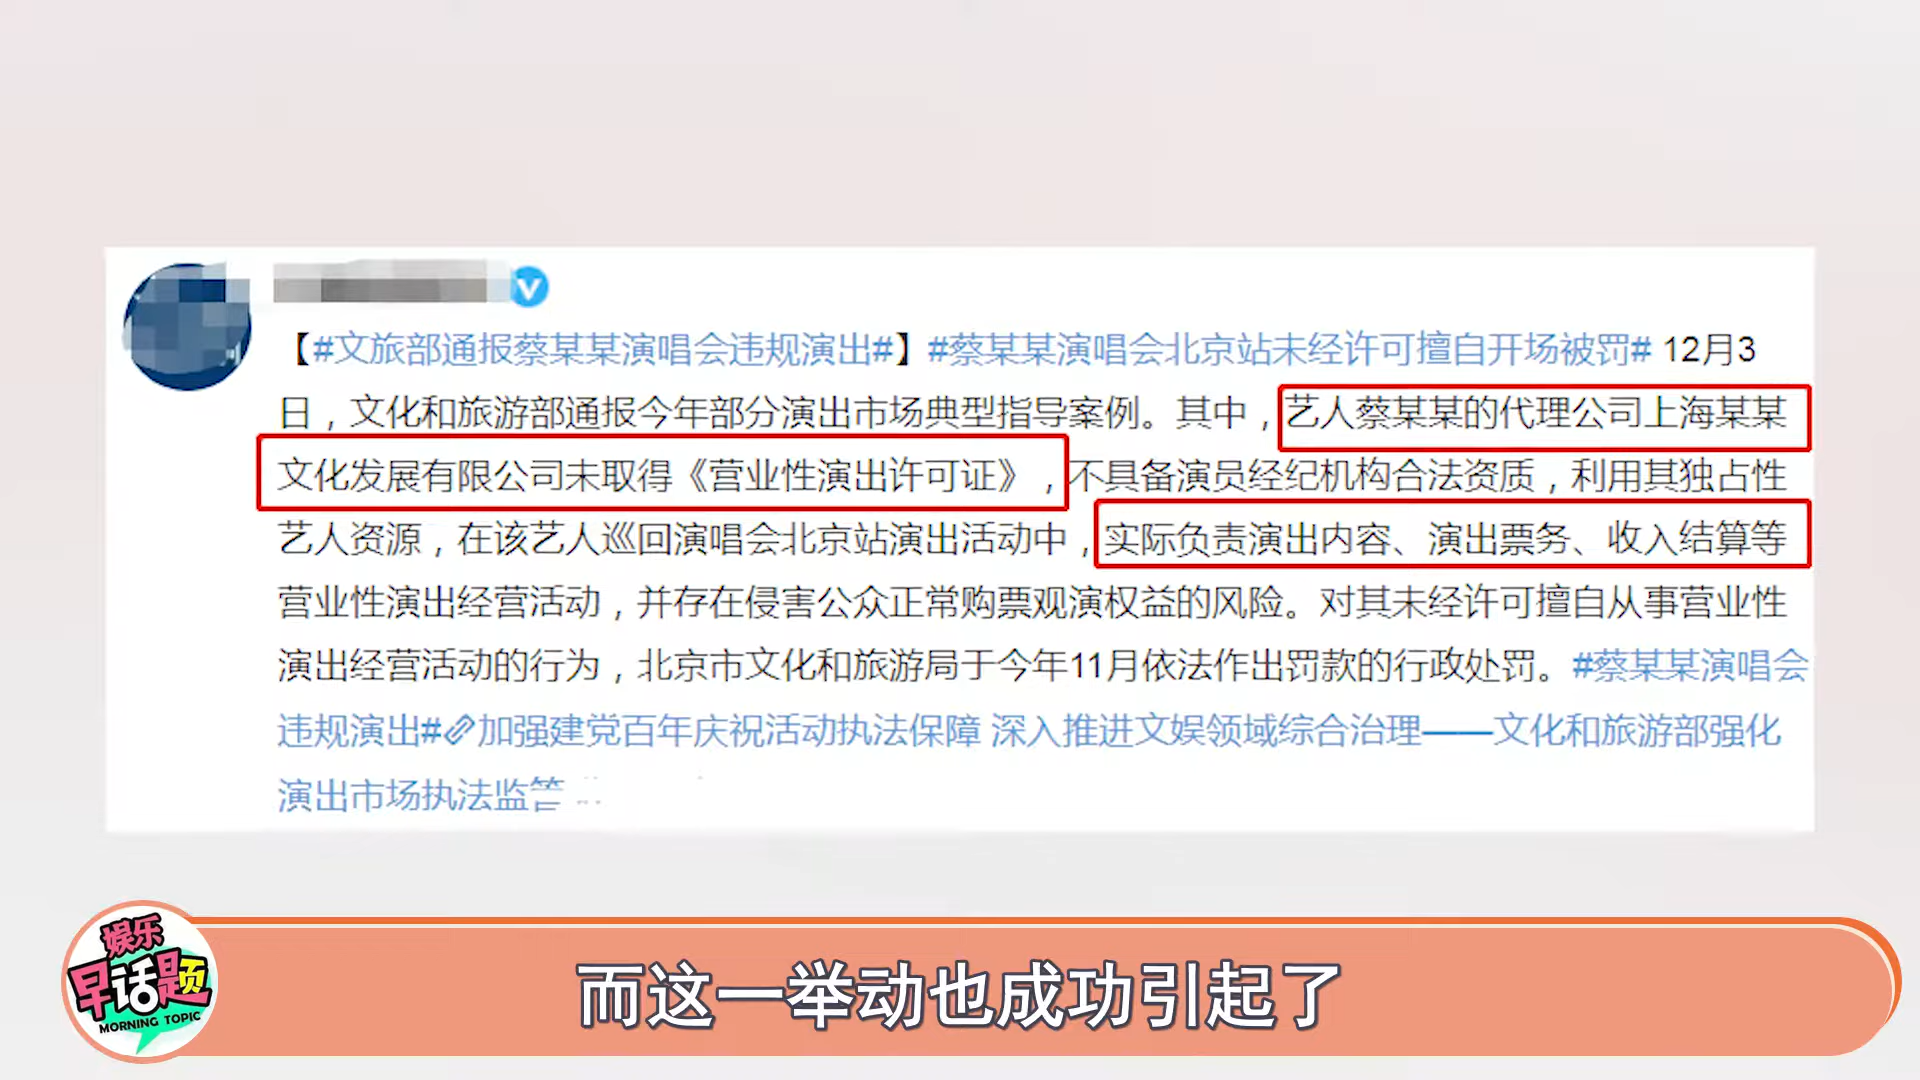 【#文旅部通报蔡某某演唱会违规演出#】#蔡某某演唱会北京站未经许可擅自开场被罚# 12月3
日，文化和旅游部通报今年部分演出市场典型指导案例。其中，艺人蔡某某的代理公司上海某某
文化发展有限公司未取得《营业性演出许可证》，不具备演员经纪机构合法资质，利用其独占性
艺人资源，在该艺人巡回演唱会北京站演出活动中，实际负责演出内容、演出票务、收入结算等
营业性演出经营活动，并存在侵害公众正常购票观演权益的风险。对其未经许可擅自从事营业性
演出经营活动的行为，北京市文化和旅游局于今年11月依法作出罚款的行政处罚。#蔡某某演唱会
违规演出#加强建党百年庆祝活动执法保障 深入推进文娱领域综合治理——文化和旅游部强化
演出市场执法监管
娱乐
早话题
MORNING TOPIC
而这一举动也成功引起了